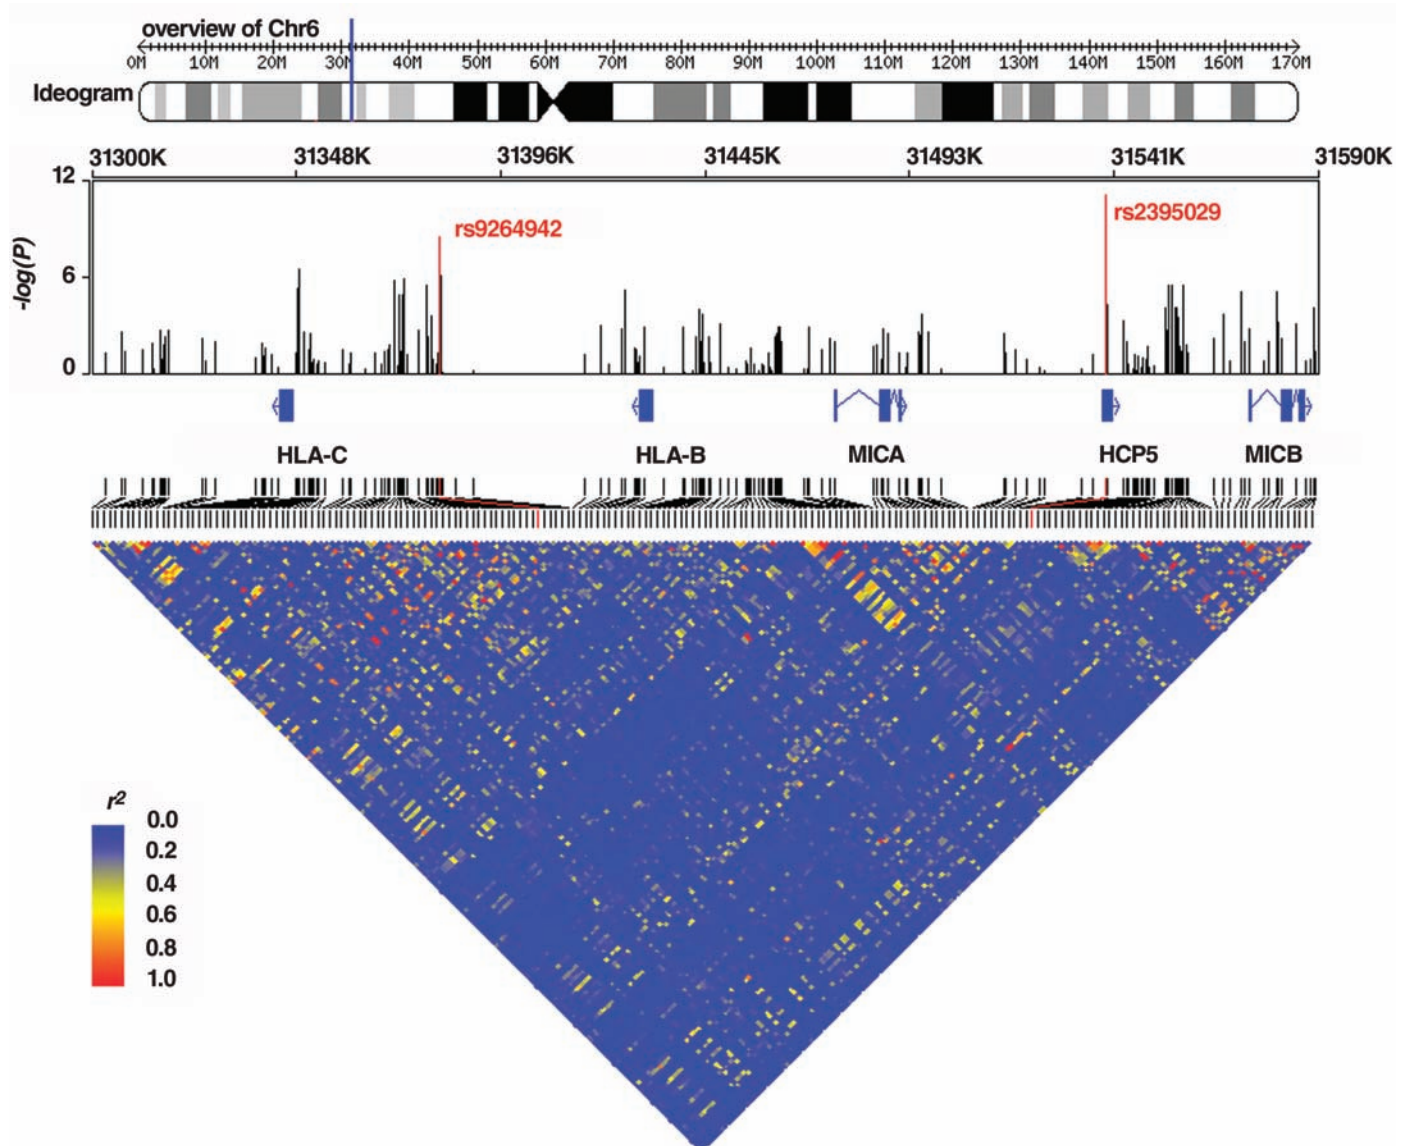 overview of Chr6
0M 10M 20M 30M 40M 50M 60M 70M 80M 90M 100M 110M 120M 130M 140M 150M 160M 170M
Ideogram
31300K 31348K 31396K 31445K 31493K 31541K 31590K
12
-log(P)
6
0
rs9264942
rs2395029
HLA-C HLA-B MICA HCP5 MICB
r2
0.0
0.2
0.4
0.6
0.8
1.0